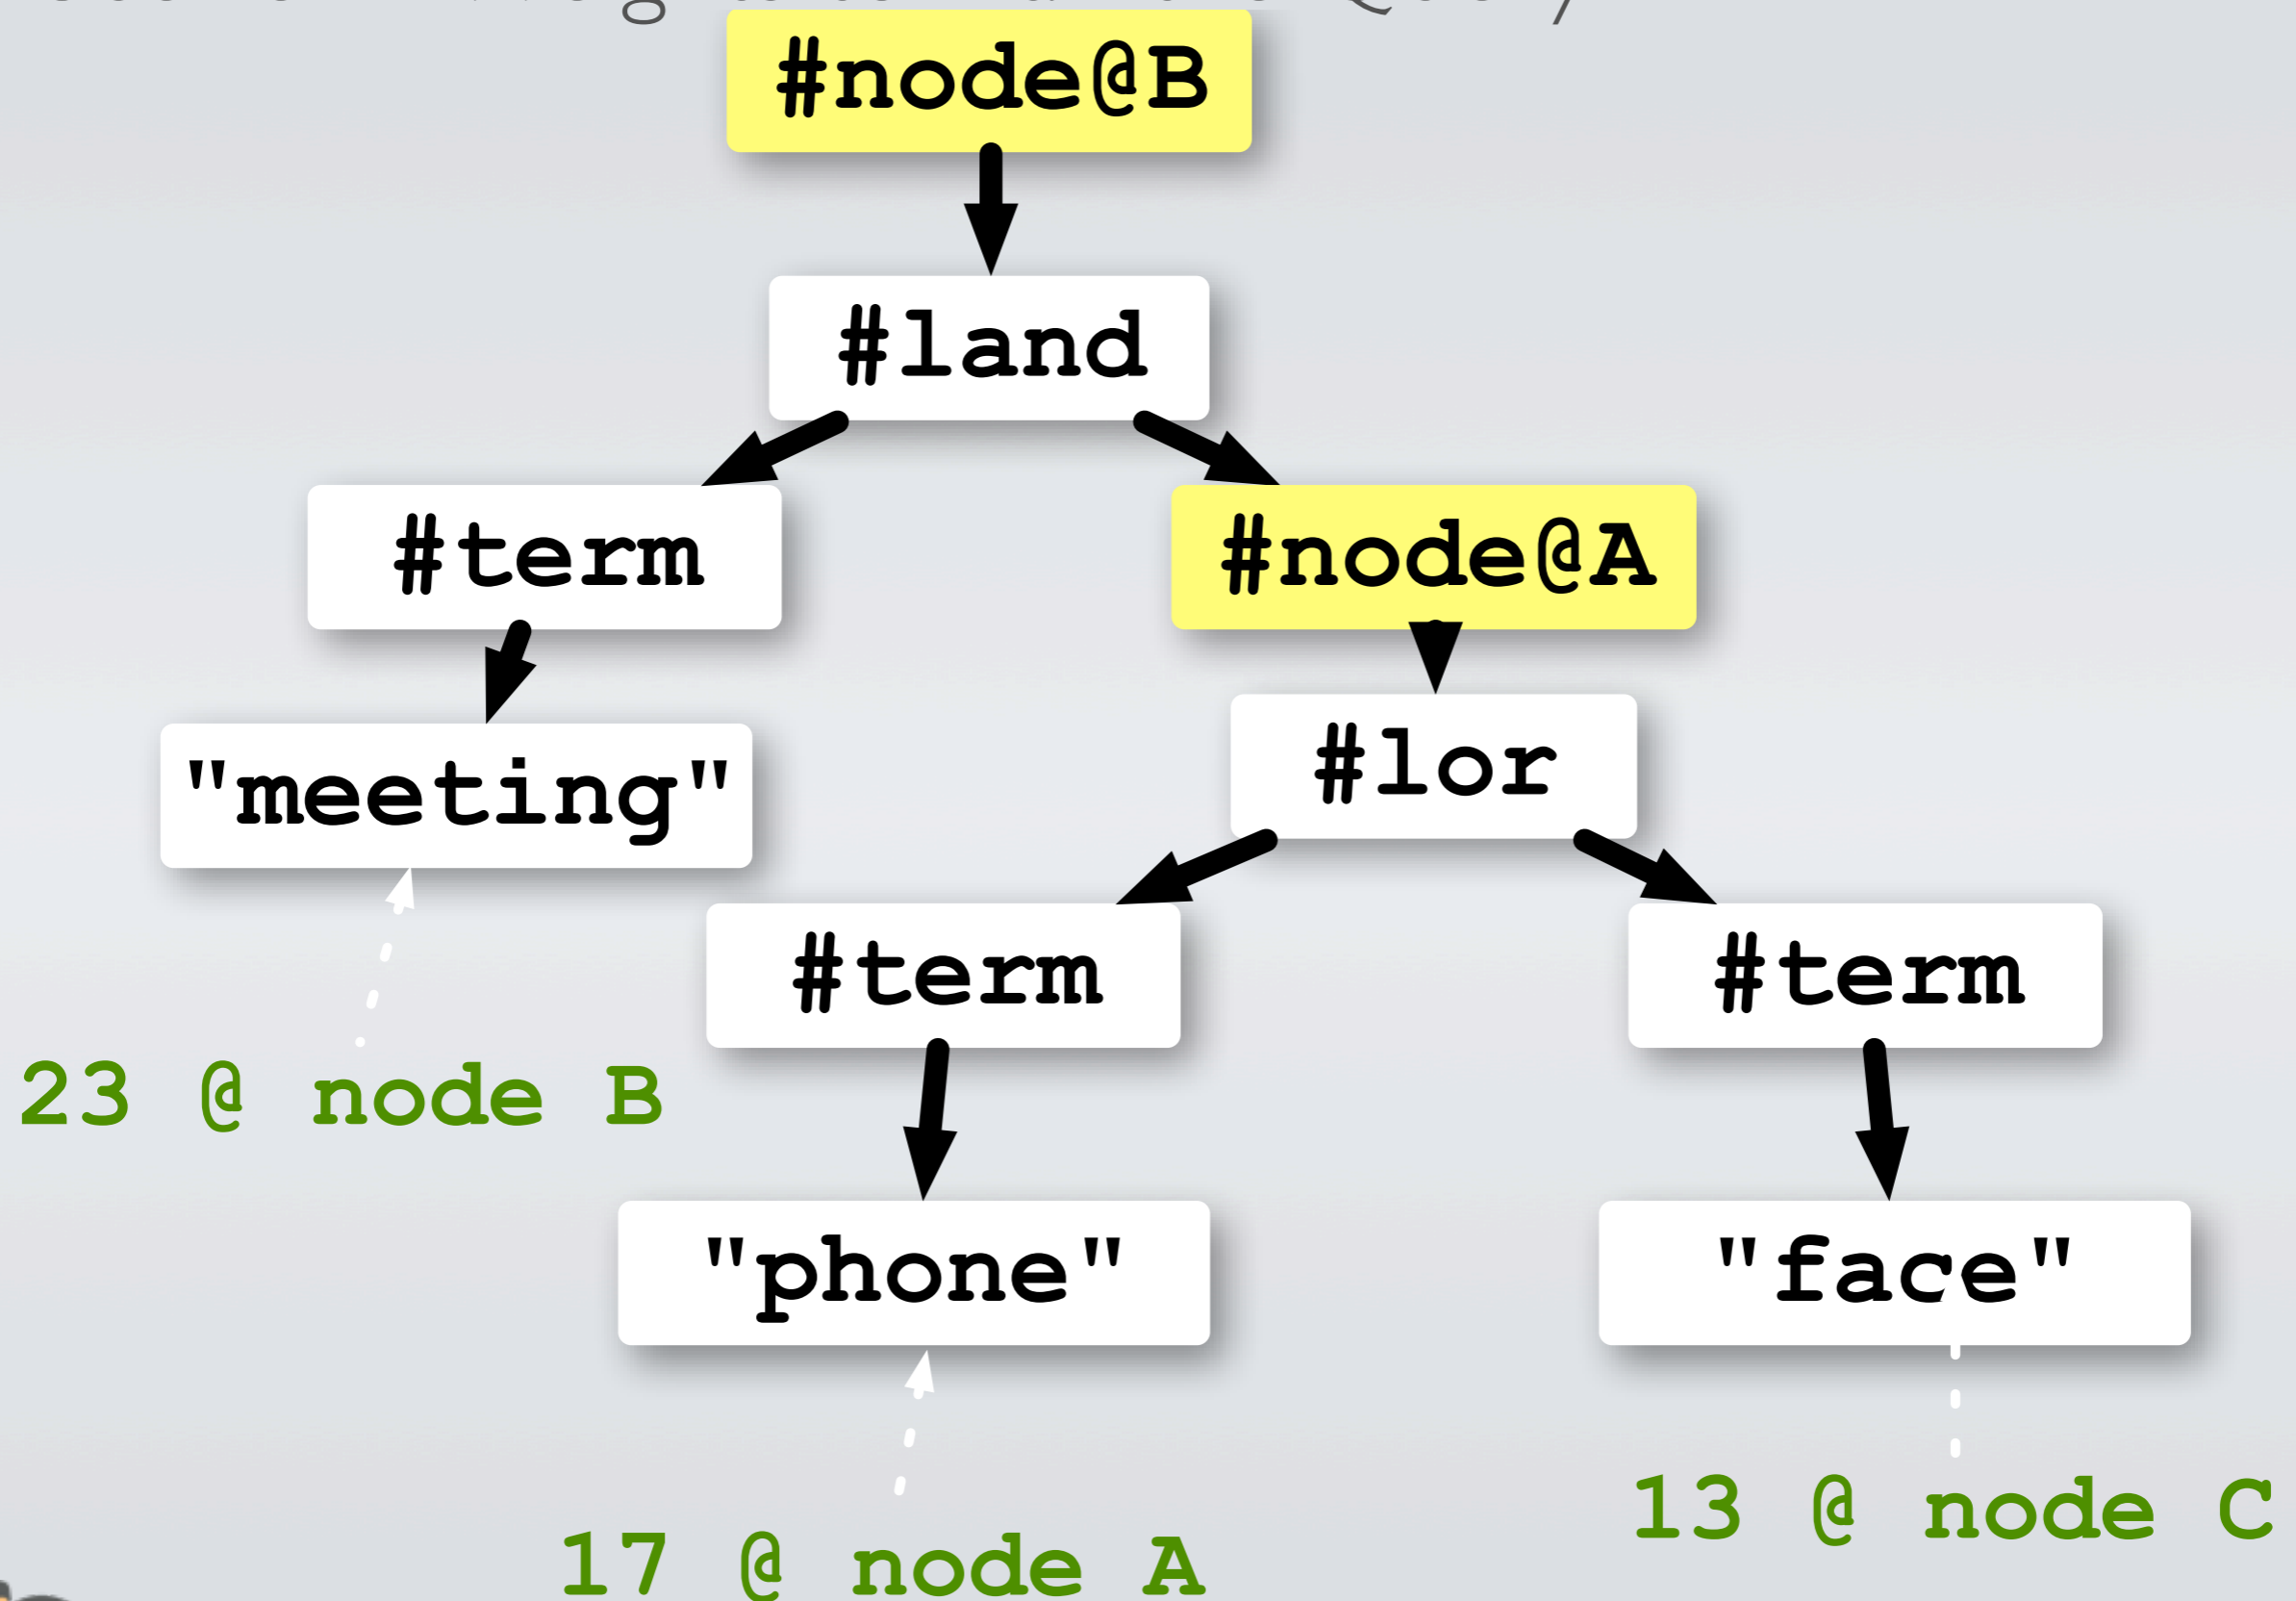 #node@B
#land
#term
#node@A
"meeting"
#lor
#term
#term
23 @ node B
"phone"
"face"
13 @ node C
17 @ node A